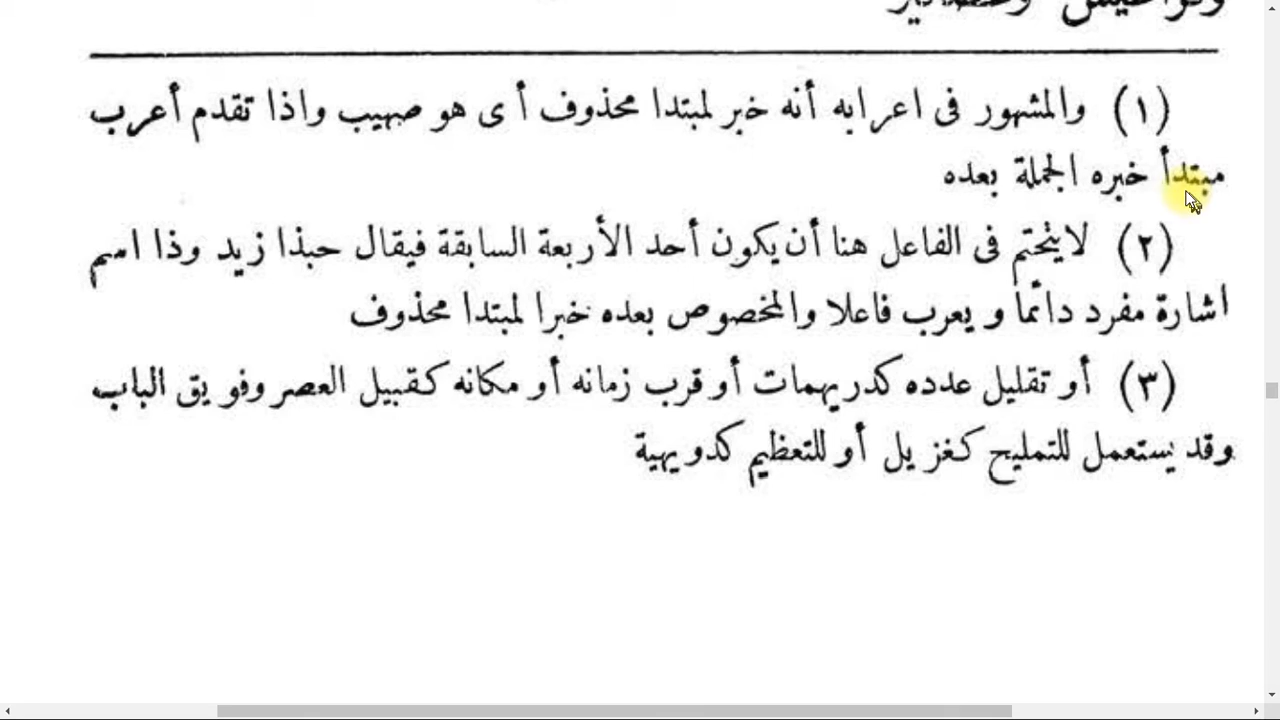 (١) والمشهور فى اعرابه أنه خبر لمبتدا محذوف أى هو صهيب واذا تقدم أعرب
مبتدأ خبره الجملة بعده
(٢) لايتحتم فى الفاعل هنا أن يكون أحد الأربعة السابقة فيقال حبذا زيد وذا اسم
اشارة مفرد دائما ويعرب فاعلا والمخصوص بعده خبرا لمبتدا محذوف
(٣) أو تقليل عدده كدريهمات أو قرب زمانه أو مكانه كقبيل العصر وفويق الباب
وقد يستعمل للتمليح كغزيل أو للتعظيم كدويهية